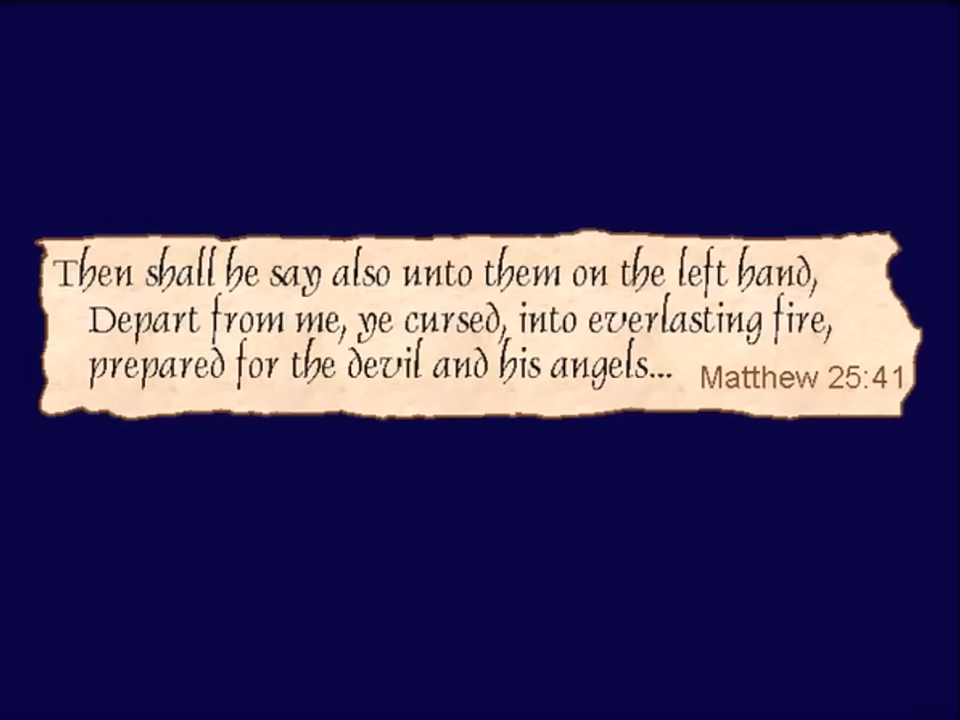 Then shall he say also unto them on the left hand,
Depart from me, ye cursed, into everlasting fire,
prepared for the devil and his angels...
Matthew 25:41